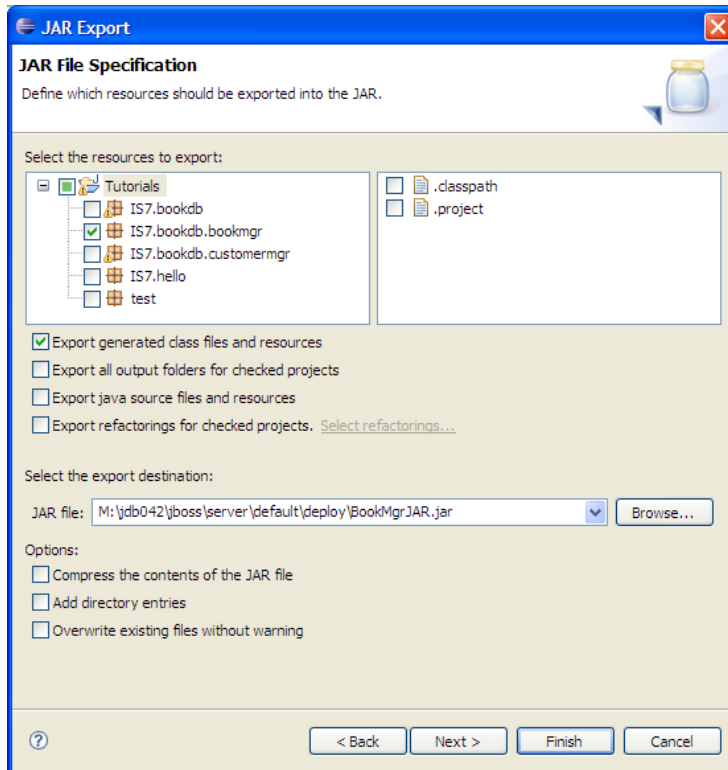 JAR Export
JAR File Specification
Define which resources should be exported into the JAR.
Select the resources to export:
Tutorials
IS7.bookdb
IS7.bookdb.bookmgr
IS7.bookdb.customermgr
IS7.hello
test
.classpath
.project
Export generated class files and resources
Export all output folders for checked projects
Export java source files and resources
Export refactorings for checked projects. Select refactorings...
Select the export destination:
JAR file: M:\jdb042\jboss\server\default\deploy\BookMgrJAR.jar Browse...
Options:
Compress the contents of the JAR file
Add directory entries
Overwrite existing files without warning
? < Back Next > Finish Cancel